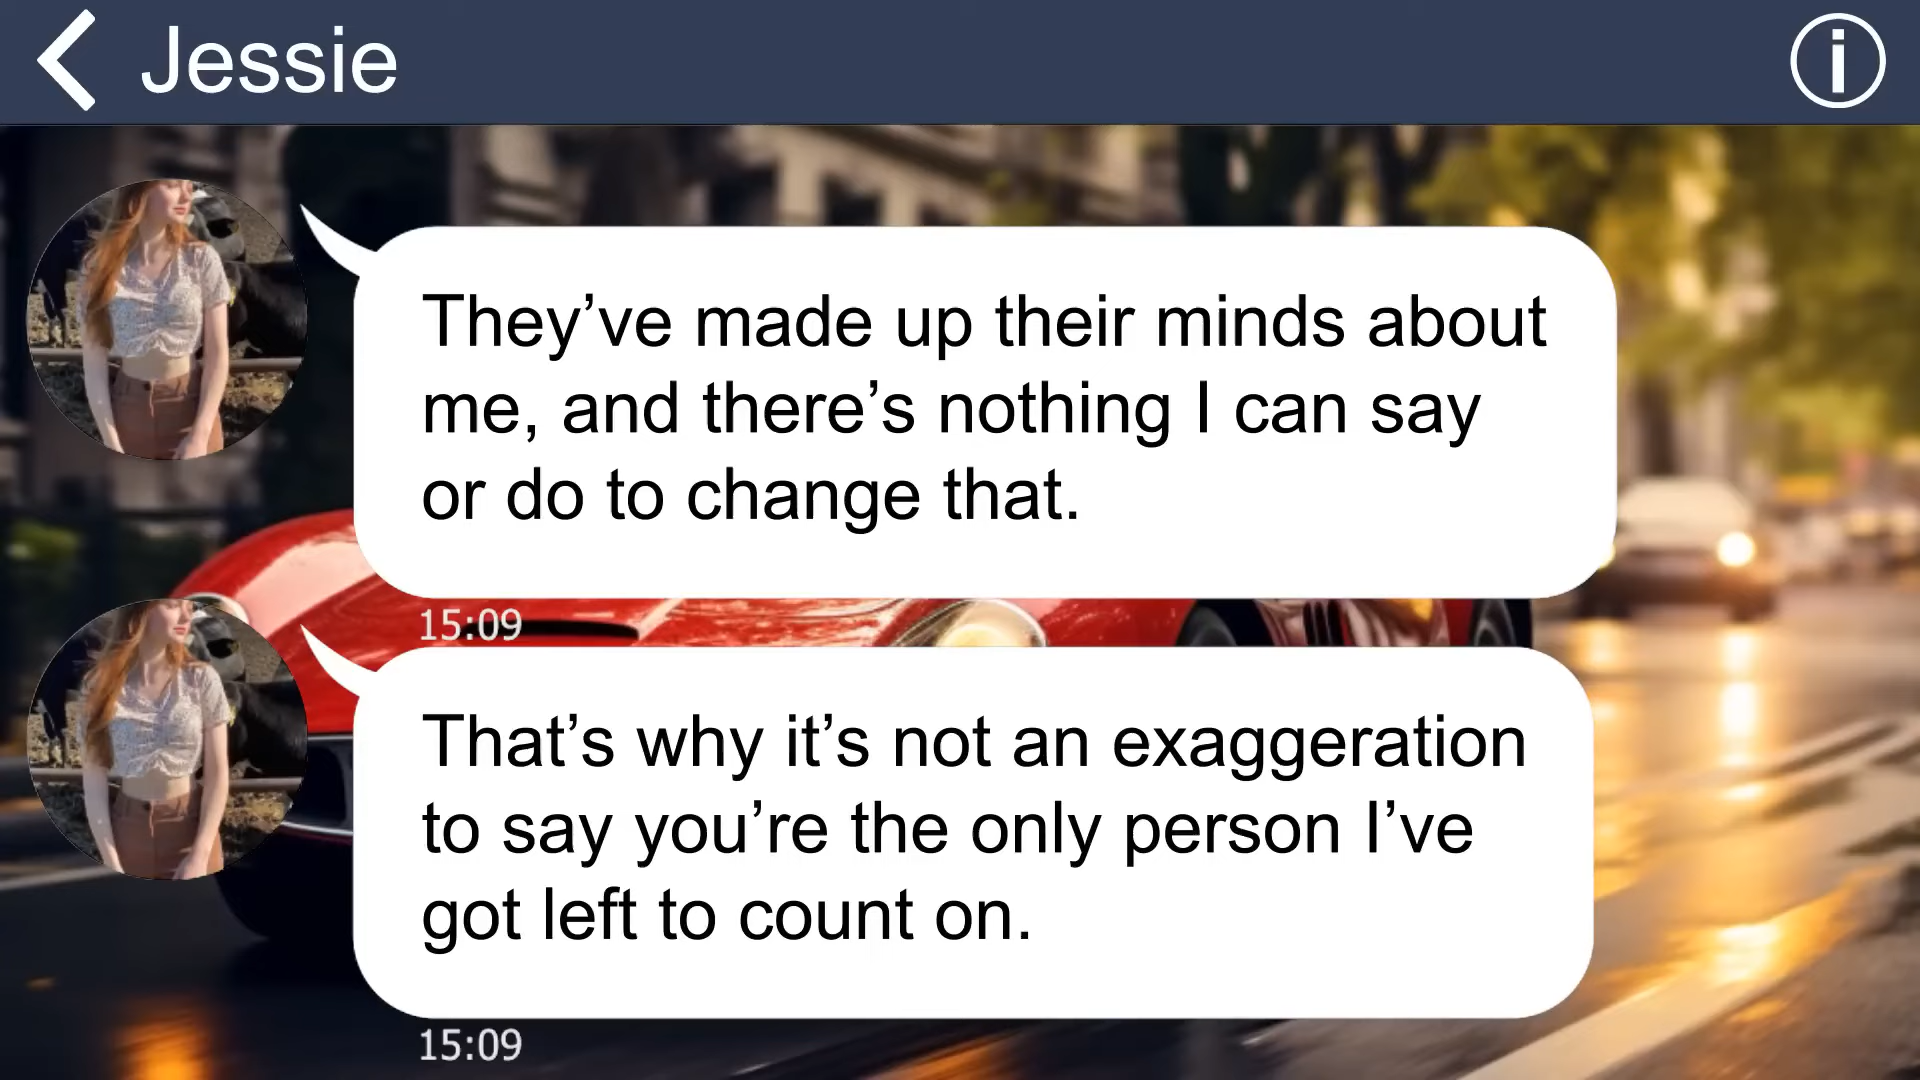 Jessie
They’ve made up their minds about
me, and there’s nothing I can say
or do to change that.
15:09
That’s why it’s not an exaggeration
to say you’re the only person I’ve
got left to count on.
15:09